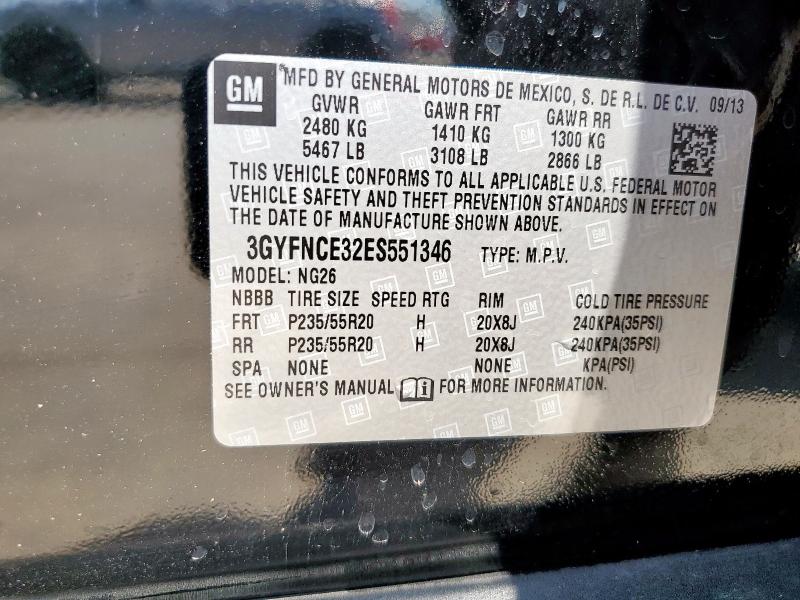 GM
MFD BY GENERAL MOTORS DE MEXICO, S. DE R.L. DE C.V. 09/13
GVWR GAWR FRT GAWR RR
2480 KG 1410 KG 1300 KG
5467 LB 3108 LB 2866 LB
THIS VEHICLE CONFORMS TO ALL APPLICABLE U.S. FEDERAL MOTOR
VEHICLE SAFETY AND THEFT PREVENTION STANDARDS IN EFFECT ON
THE DATE OF MANUFACTURE SHOWN ABOVE.
3GYFNCE32ES551346 TYPE: M.P.V.
MODEL: NG26
NBBB TIRE SIZE SPEED RTG RIM COLD TIRE PRESSURE
FRT P235/55R20 H 20X8J 240KPA(35PSI)
RR P235/55R20 H 20X8J 240KPA(35PSI)
SPA NONE NONE KPA(PSI)
SEE OWNER'S MANUAL FOR MORE INFORMATION.